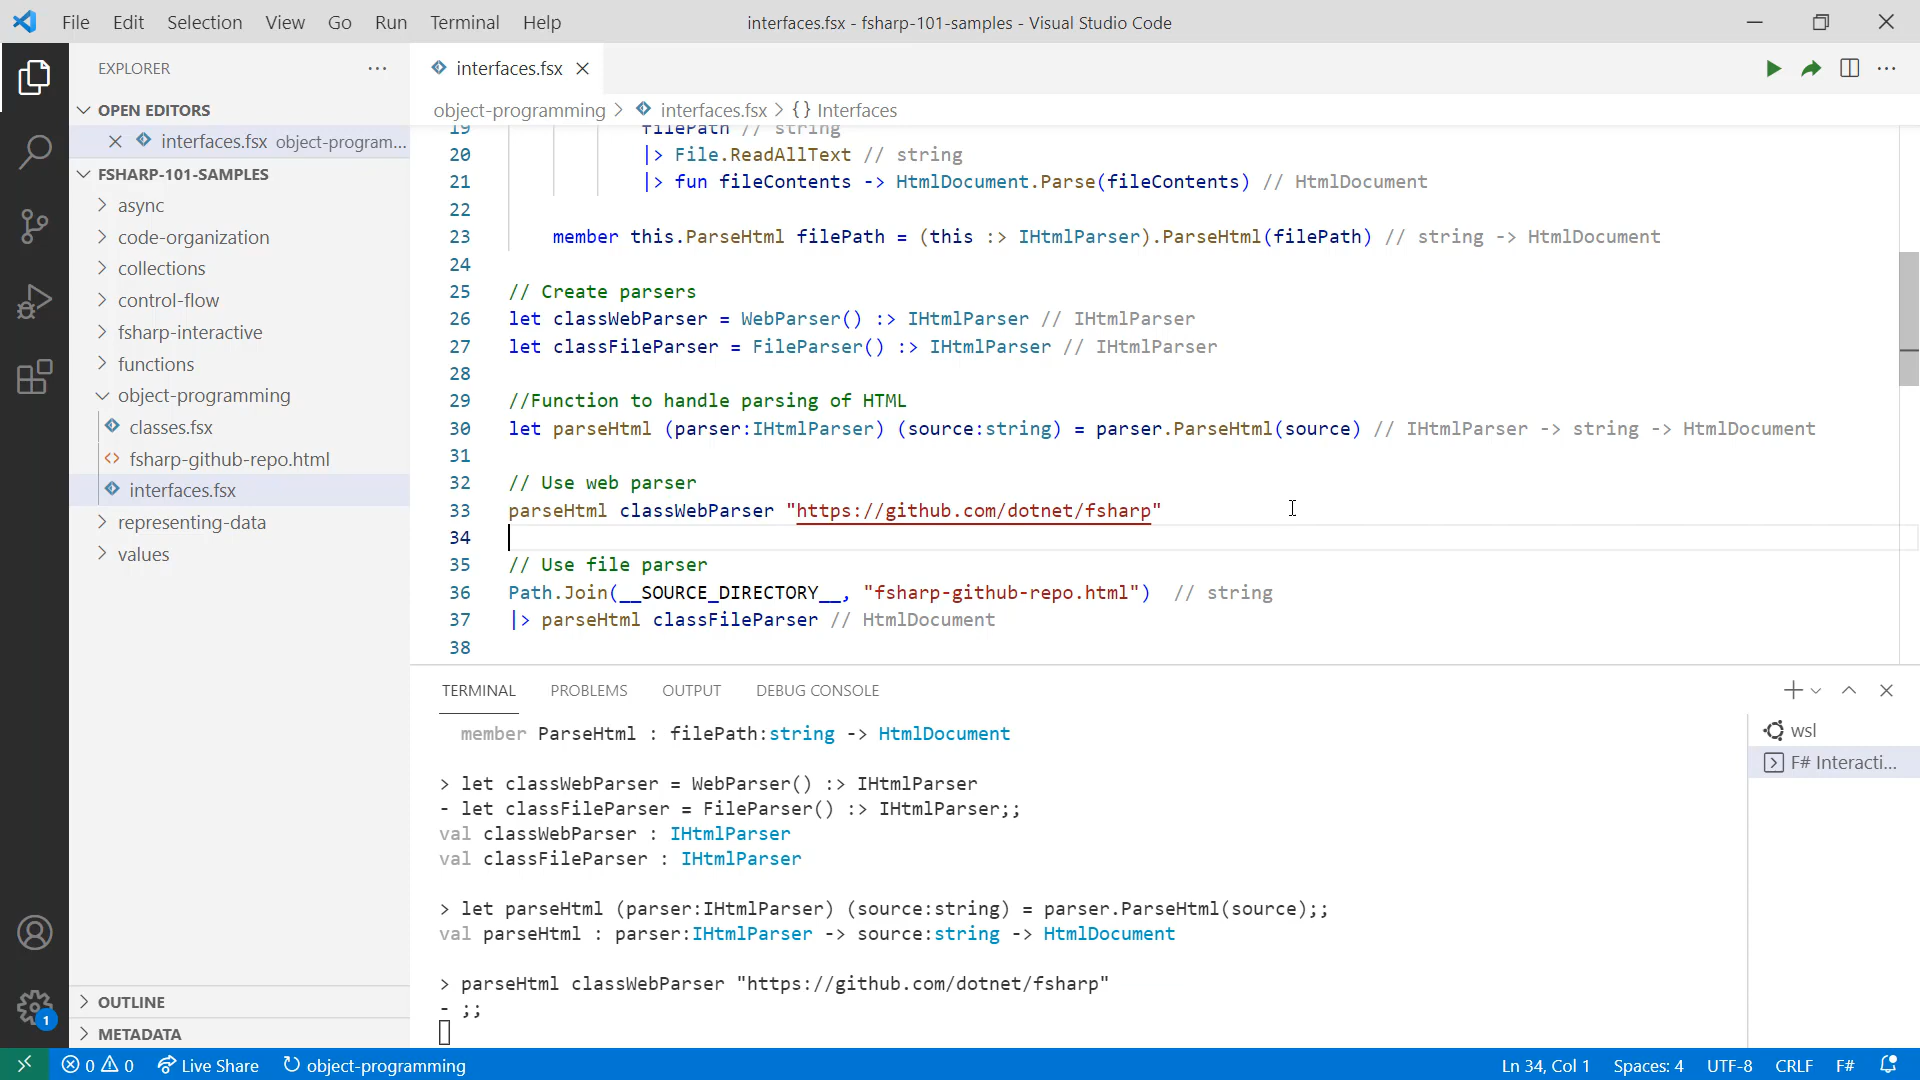 File Edit Selection View Go Run Terminal Help
interfaces.fsx - fsharp-101-samples - Visual Studio Code
EXPLORER
OPEN EDITORS
interfaces.fsx object-program...
FSHARP-101-SAMPLES
async
code-organization
collections
control-flow
fsharp-interactive
functions
object-programming
classes.fsx
fsharp-github-repo.html
interfaces.fsx
representing-data
values
OUTLINE
METADATA
interfaces.fsx
object-programming > interfaces.fsx > {} Interfaces
19 filePath // string
20 |> File.ReadAllText // string
21 |> fun fileContents -> HtmlDocument.Parse(fileContents) // HtmlDocument
22
23 member this.ParseHtml filePath = (this :> IHtmlParser).ParseHtml(filePath) // string -> HtmlDocument
24
25 // Create parsers
26 let classWebParser = WebParser() :> IHtmlParser // IHtmlParser
27 let classFileParser = FileParser() :> IHtmlParser // IHtmlParser
28
29 //Function to handle parsing of HTML
30 let parseHtml (parser:IHtmlParser) (source:string) = parser.ParseHtml(source) // IHtmlParser -> string -> HtmlDocument
31
32 // Use web parser
33 parseHtml classWebParser "https://github.com/dotnet/fsharp"
34
35 // Use file parser
36 Path.Join(__SOURCE_DIRECTORY__, "fsharp-github-repo.html") // string
37 |> parseHtml classFileParser // HtmlDocument
38
TERMINAL PROBLEMS OUTPUT DEBUG CONSOLE
member ParseHtml : filePath:string -> HtmlDocument
> let classWebParser = WebParser() :> IHtmlParser
- let classFileParser = FileParser() :> IHtmlParser;;
val classWebParser : IHtmlParser
val classFileParser : IHtmlParser
> let parseHtml (parser:IHtmlParser) (source:string) = parser.ParseHtml(source);;
val parseHtml : parser:IHtmlParser -> source:string -> HtmlDocument
> parseHtml classWebParser "https://github.com/dotnet/fsharp"
- ;;
wsl
F# Interacti...
1
0 0 Live Share object-programming
Ln 34, Col 1 Spaces: 4 UTF-8 CRLF F#